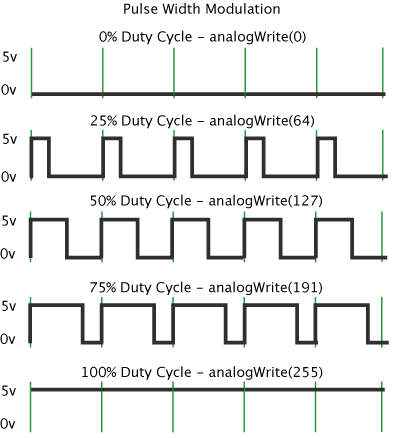 Pulse Width Modulation
0% Duty Cycle – analogWrite(0)
5v
0v
25% Duty Cycle – analogWrite(64)
5v
0v
50% Duty Cycle – analogWrite(127)
5v
0v
75% Duty Cycle – analogWrite(191)
5v
0v
100% Duty Cycle – analogWrite(255)
5v
0v